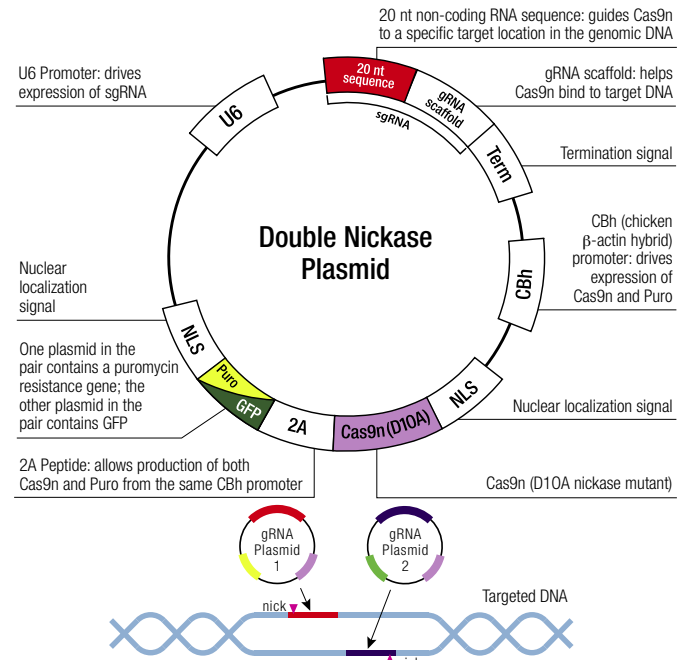 20 nt non-coding RNA sequence: guides Cas9n
to a specific target location in the genomic DNA
U6 Promoter: drives
expression of sgRNA
gRNA scaffold: helps
Cas9n bind to target DNA
20 nt
sequence
gRNA
scaffold
sgRNA
U6
Term
Termination signal
Double Nickase
Plasmid
CBh (chicken
β-actin hybrid)
promoter: drives
expression of
Cas9n and Puro
CBh
Nuclear
localization
signal
NLS
One plasmid in the
pair contains a puromycin
resistance gene; the
other plasmid in the
pair contains GFP
Puro
GFP
2A
Cas9n (D10A)
NLS
Nuclear localization signal
2A Peptide: allows production of both
Cas9n and Puro from the same CBh promoter
Cas9n (D10A nickase mutant)
gRNA
Plasmid
1
gRNA
Plasmid
2
nick
Targeted DNA